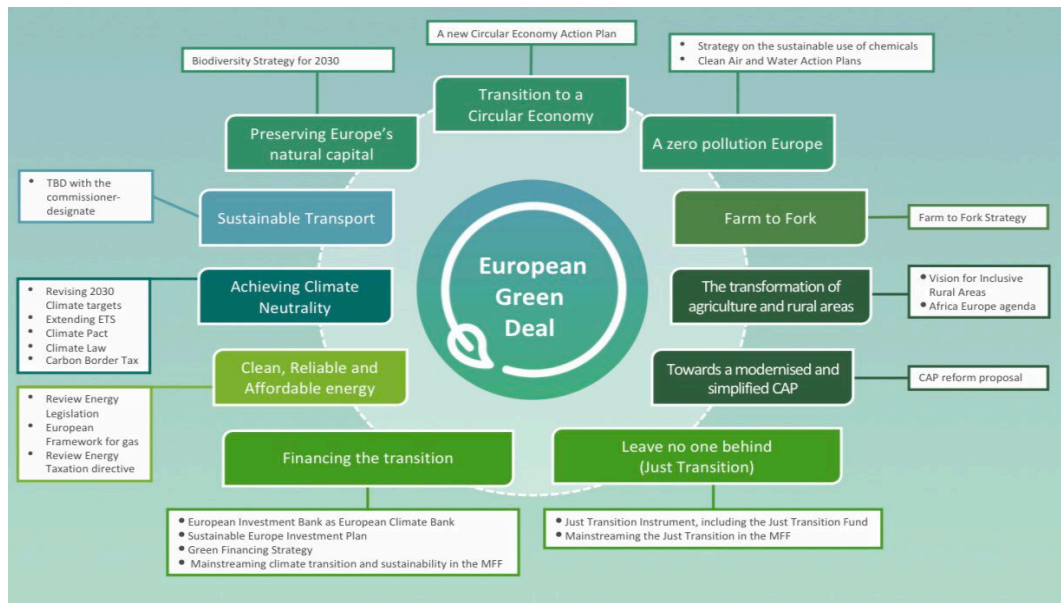 A new Circular Economy Action Plan
Biodiversity Strategy for 2030
• Strategy on the sustainable use of chemicals
• Clean Air and Water Action Plans
Transition to a
Circular Economy
Preserving Europe's
natural capital
A zero pollution Europe
• TBD with the
commissioner-
designate
Sustainable Transport
Farm to Fork
Farm to Fork Strategy
European
Green
Deal
• Revising 2030
Climate targets
• Extending ETS
• Climate Pact
• Climate Law
• Carbon Border Tax
Achieving Climate
Neutrality
The transformation of
agriculture and rural areas
• Vision for Inclusive
Rural Areas
• Africa Europe agenda
Clean, Reliable and
Affordable energy
Towards a modernised and
simplified CAP
CAP reform proposal
• Review Energy
Legislation
• European
Framework for gas
• Review Energy
Taxation directive
Financing the transition
Leave no one behind
(Just Transition)
• European Investment Bank as European Climate Bank
• Sustainable Europe Investment Plan
• Green Financing Strategy
• Mainstreaming climate transition and sustainability in the MFF
• Just Transition Instrument, including the Just Transition Fund
• Mainstreaming the Just Transition in the MFF